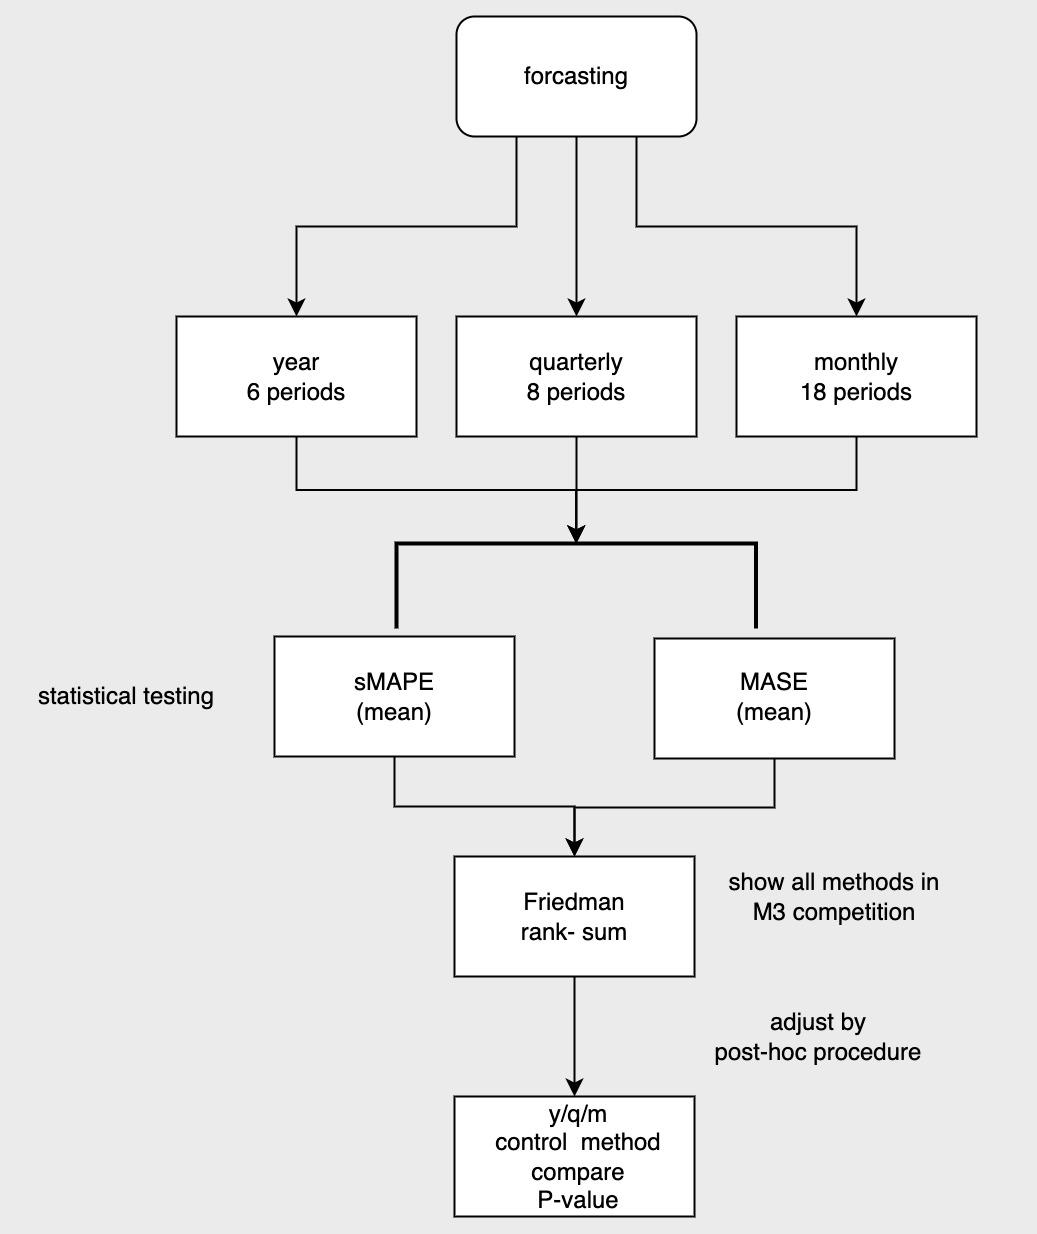 forcasting
year
6 periods
quarterly
8 periods
monthly
18 periods
statistical testing
sMAPE
(mean)
MASE
(mean)
Friedman
rank- sum
show all methods in
M3 competition
adjust by
post-hoc procedure
y/q/m
control  method
compare
P-value